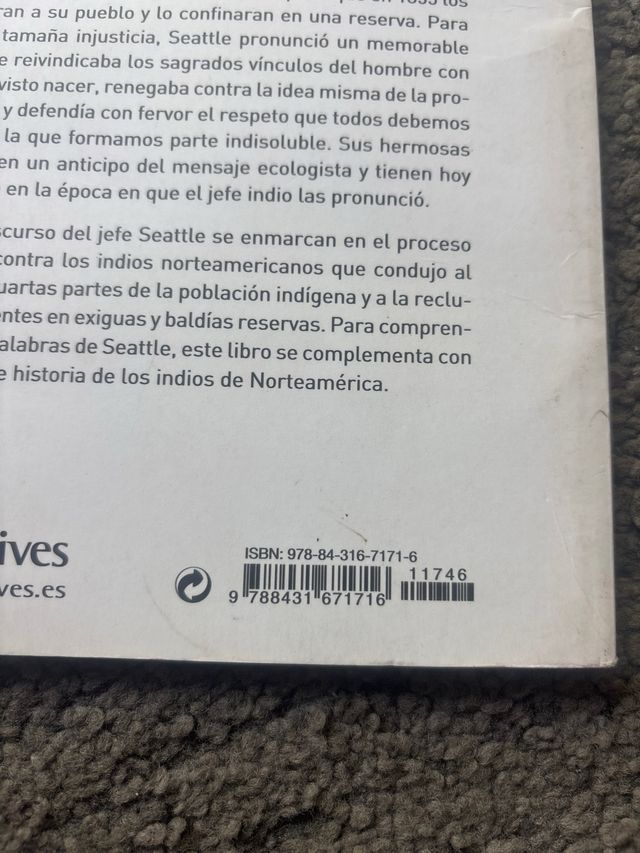 an a su pueblo y lo confinaran en una reserva. Para
tamaña injusticia, Seattle pronunció un memorable
e reivindicaba los sagrados vínculos del hombre con
visto nacer, renegaba contra la idea misma de la pro-
y defendía con fervor el respeto que todos debemos
la que formamos parte indisoluble. Sus hermosas
en un anticipo del mensaje ecologista y tienen hoy
en la época en que el jefe indio las pronunció.
scurso del jefe Seattle se enmarcan en el proceso
contra los indios norteamericanos que condujo al
uartas partes de la población indígena y a la reclu-
entes en exiguas y baldías reservas. Para compren-
alabras de Seattle, este libro se complementa con
e historia de los indios de Norteamérica.
ives
ves.es
ISBN: 978-84-316-7171-6
11746
9 788431 671716